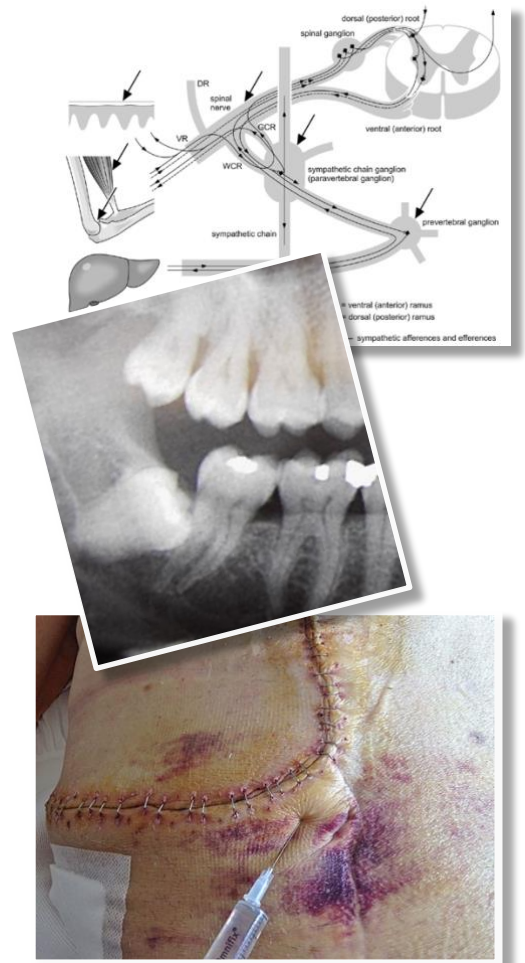 dorsal (posterior) root
spinal ganglion
DR
spinal
nerve
VR
GCR
ventral (anterior) root
WCR
sympathetic chain ganglion
(paravertebral ganglion)
prevertebral ganglion
sympathetic chain
ventral (anterior) ramus
dorsal (posterior) ramus
sympathetic afferences and efferences
mnifix®